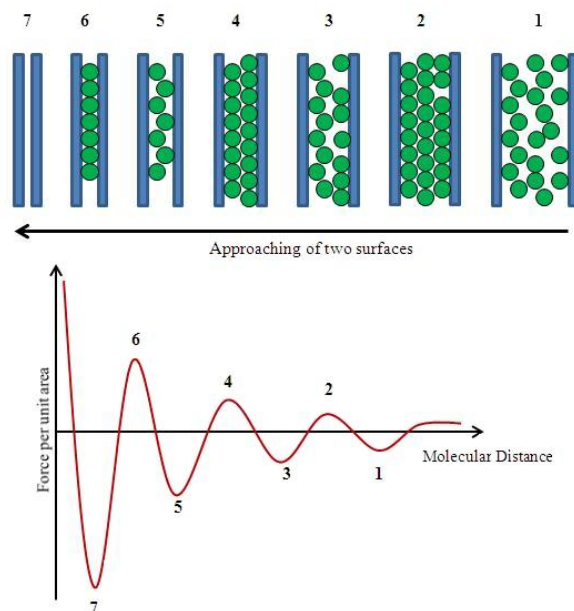 7 6 5 4 3 2 1
Approaching of two surfaces
Force per unit area
6
4
2
Molecular Distance
3
1
5
7